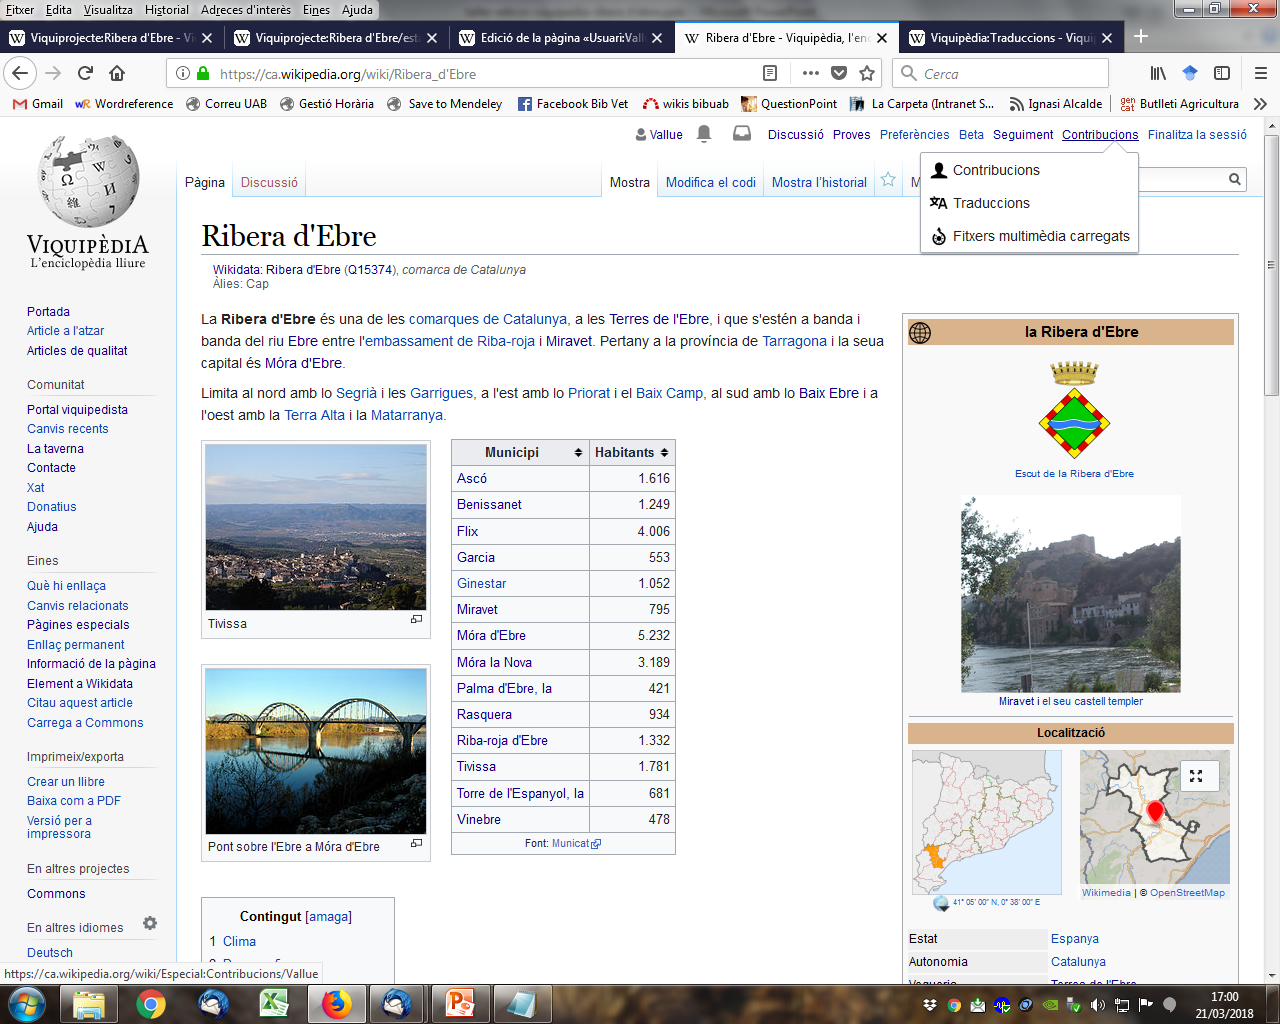 Fitxer Edita Visualitza Historial Adreces d'interès Eines Ajuda
Viquiprojecte:Ribera d'Ebre - Vi
Viquiprojecte:Ribera d'Ebre/est
Edició de la pàgina «Usuari:Vall
Ribera d'Ebre - Viquipèdia, l'enc
Viquipèdia:Traduccions - Viquip
https://ca.wikipedia.org/wiki/Ribera_d'Ebre
Cerca
Gmail Wordreference Correu UAB Gestió Horària Save to Mendeley Facebook Bib Vet wikis bibuab QuestionPoint La Carpeta (Intranet S... Ignasi Alcalde Butlletí Agricultura
Vallue Discussió Proves Preferències Beta Seguiment Contribucions Finalitza la sessió
Contribucions
Traduccions
Fitxers multimèdia carregats
Pàgina Discussió Mostra Modifica el codi Mostra l'historial M
VIQUIPÈDIA
L'enciclopèdia lliure
Portada
Article a l'atzar
Articles de qualitat
Comunitat
Portal viquipedista
Canvis recents
La taverna
Contacte
Xat
Donatius
Ajuda
Eines
Què hi enllaça
Canvis relacionats
Pàgines especials
Enllaç permanent
Informació de la pàgina
Element a Wikidata
Citau aquest article
Carrega a Commons
Imprimeix/exporta
Crear un llibre
Baixa com a PDF
Versió per a
impressora
En altres projectes
Commons
En altres idiomes
Deutsch
Ribera d'Ebre
Wikidata: Ribera d'Ebre (Q15374), comarca de Catalunya
Àlies: Cap
La Ribera d'Ebre és una de les comarques de Catalunya, a les Terres de l'Ebre, i que s'estén a banda i
banda del riu Ebre entre l'embassament de Riba-roja i Miravet. Pertany a la província de Tarragona i la seua
capital és Móra d'Ebre.
Limita al nord amb lo Segrià i les Garrigues, a l'est amb lo Priorat i el Baix Camp, al sud amb lo Baix Ebre i a
l'oest amb la Terra Alta i la Matarranya.
Tivissa
Pont sobre l'Ebre a Móra d'Ebre
Municipi Habitants
Ascó 1.616
Benissanet 1.249
Flix 4.006
Garcia 553
Ginestar 1.052
Miravet 795
Móra d'Ebre 5.232
Móra la Nova 3.189
Palma d'Ebre, la 421
Rasquera 934
Riba-roja d'Ebre 1.332
Tivissa 1.781
Torre de l'Espanyol, la 681
Vinebre 478
Font: Municat
Contingut [amaga]
1 Clima
la Ribera d'Ebre
Escut de la Ribera d'Ebre
Miravet i el seu castell templer
Localització
Wikimedia | © OpenStreetMap
41° 05′ 00″ N, 0° 38′ 00″ E
Estat Espanya
Autonomia Catalunya
Vegueria Terres de l'Ebre
https://ca.wikipedia.org/wiki/Especial:Contribucions/Vallue
17:00
21/03/2018